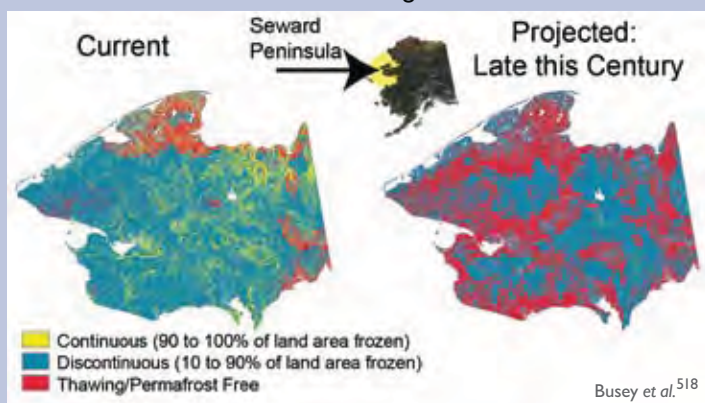 Current
Seward
Peninsula
Projected:
Late this Century
Continuous (90 to 100% of land area frozen)
Discontinuous (10 to 90% of land area frozen)
Thawing/Permafrost Free
Busey et al.518